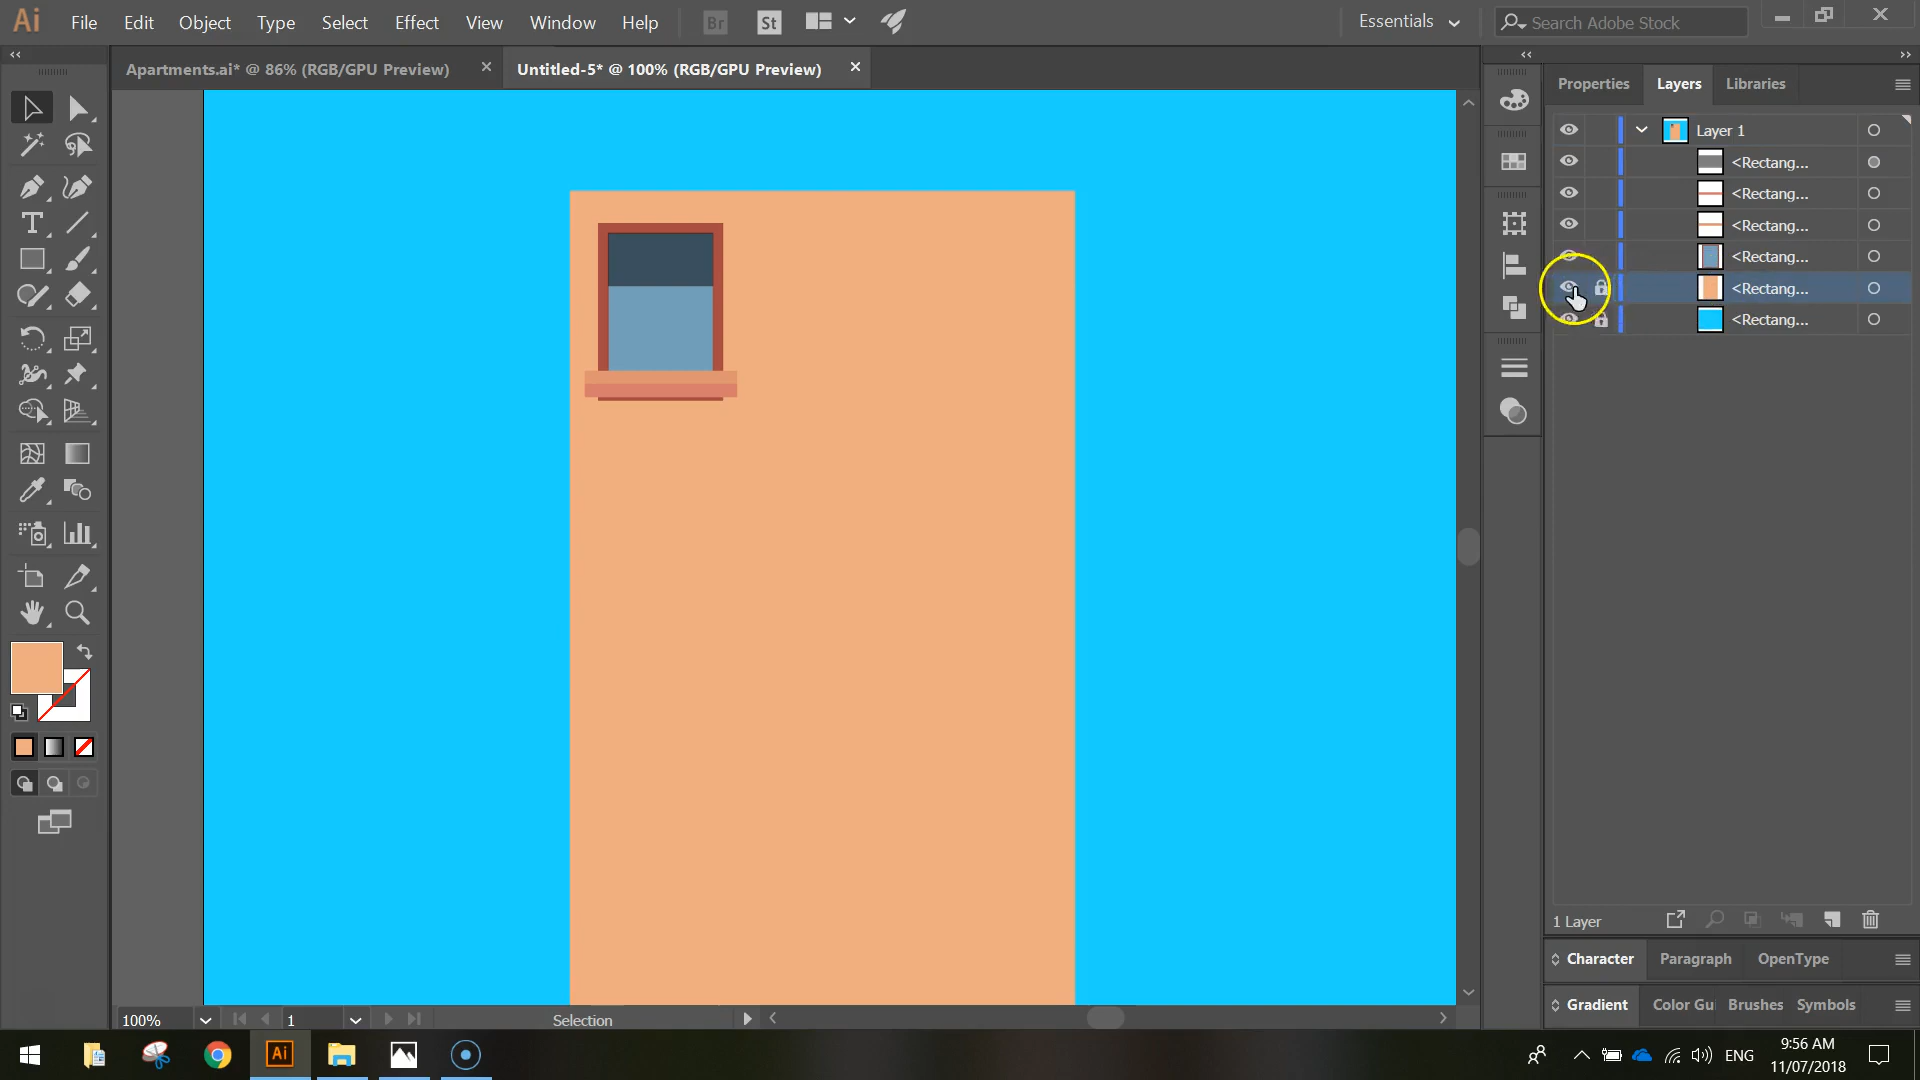 Ai File Edit Object Type Select Effect View Window Help Br St Essentials Search Adobe Stock
Apartments.ai* @ 86% (RGB/GPU Preview) Untitled-5* @ 100% (RGB/GPU Preview)
Properties Layers Libraries
Layer 1
<Rectang...
<Rectang...
<Rectang...
<Rectang...
<Rectang...
<Rectang...
1 Layer
Character Paragraph OpenType
Gradient Color Gu Brushes Symbols
100% 1 Selection
Ai ENG
9:56 AM
11/07/2018